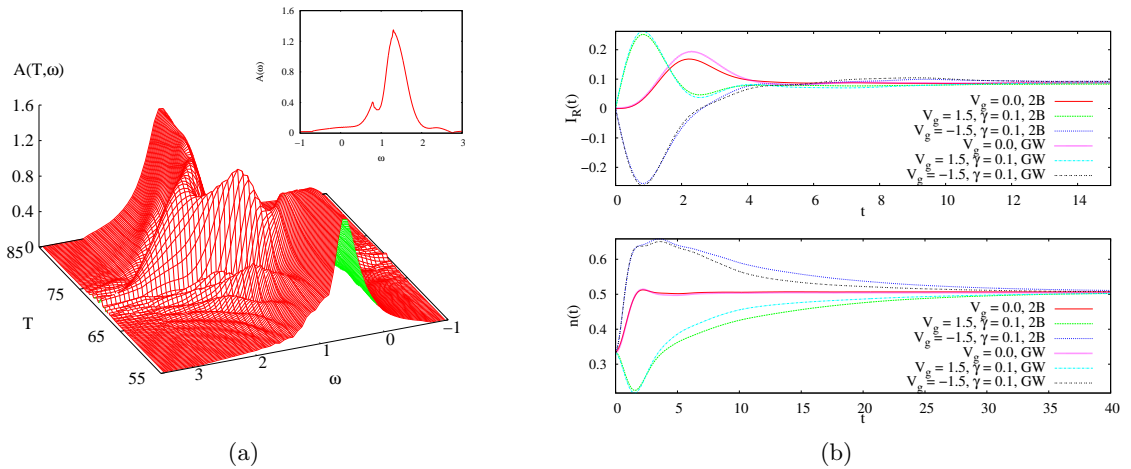 A(T,ω)
1.6
1.2
0.8
0.4
0
85
75
65
55
T
3
2
1
0
−1
ω
1.6
1.2
0.8
0.4
0
A(ω)
−1
0
1
2
3
ω
(a)
0.2
0.1
0
−0.1
−0.2
I_R(t)
V_g = 0.0, 2B
V_g = 1.5, γ = 0.1, 2B
V_g = −1.5, γ = 0.1, 2B
V_g = 0.0, GW
V_g = 1.5, γ = 0.1, GW
V_g = −1.5, γ = 0.1, GW
0 2 4 6 8 10 12 14
t
0.6
0.5
0.4
0.3
n(t)
V_g = 0.0, 2B
V_g = 1.5, γ = 0.1, 2B
V_g = −1.5, γ = 0.1, 2B
V_g = 0.0, GW
V_g = 1.5, γ = 0.1, GW
V_g = −1.5, γ = 0.1, GW
0 5 10 15 20 25 30 35 40
t
(b)